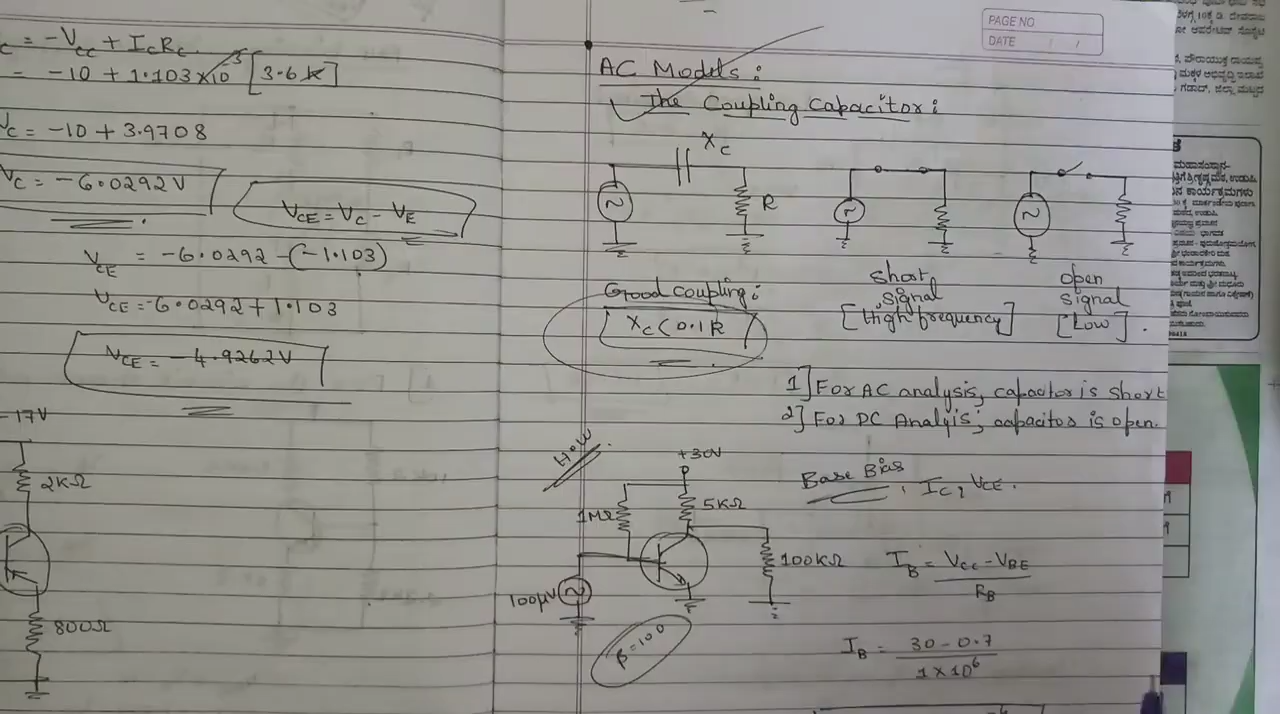 = -Vcc + IcRc
= -10 + 1.103×10⁻³ [3.6k]
Vc = -10 + 3.9708
Vc = -6.0292V
VCE = Vc - VE
VCE = -6.0292 - (-1.103)
VCE = -6.0292 + 1.103
VCE = -4.9262V
-17V
2KΩ
800Ω
PAGE NO
DATE / /
AC Models:
The Coupling Capacitor:
Xc
R
Good coupling:
Xc<0.1R
short
signal
[High frequency]
open
signal
[Low].
1] For AC analysis, capacitor is short
2] For DC Analyis; capacitor is open.
How
+30V
1MΩ
5KΩ
100KΩ
100μV
β=100
Base Bias
, Ic, VCE.
IB = Vcc - VBE
RB
IB = 30-0.7
1×10⁶